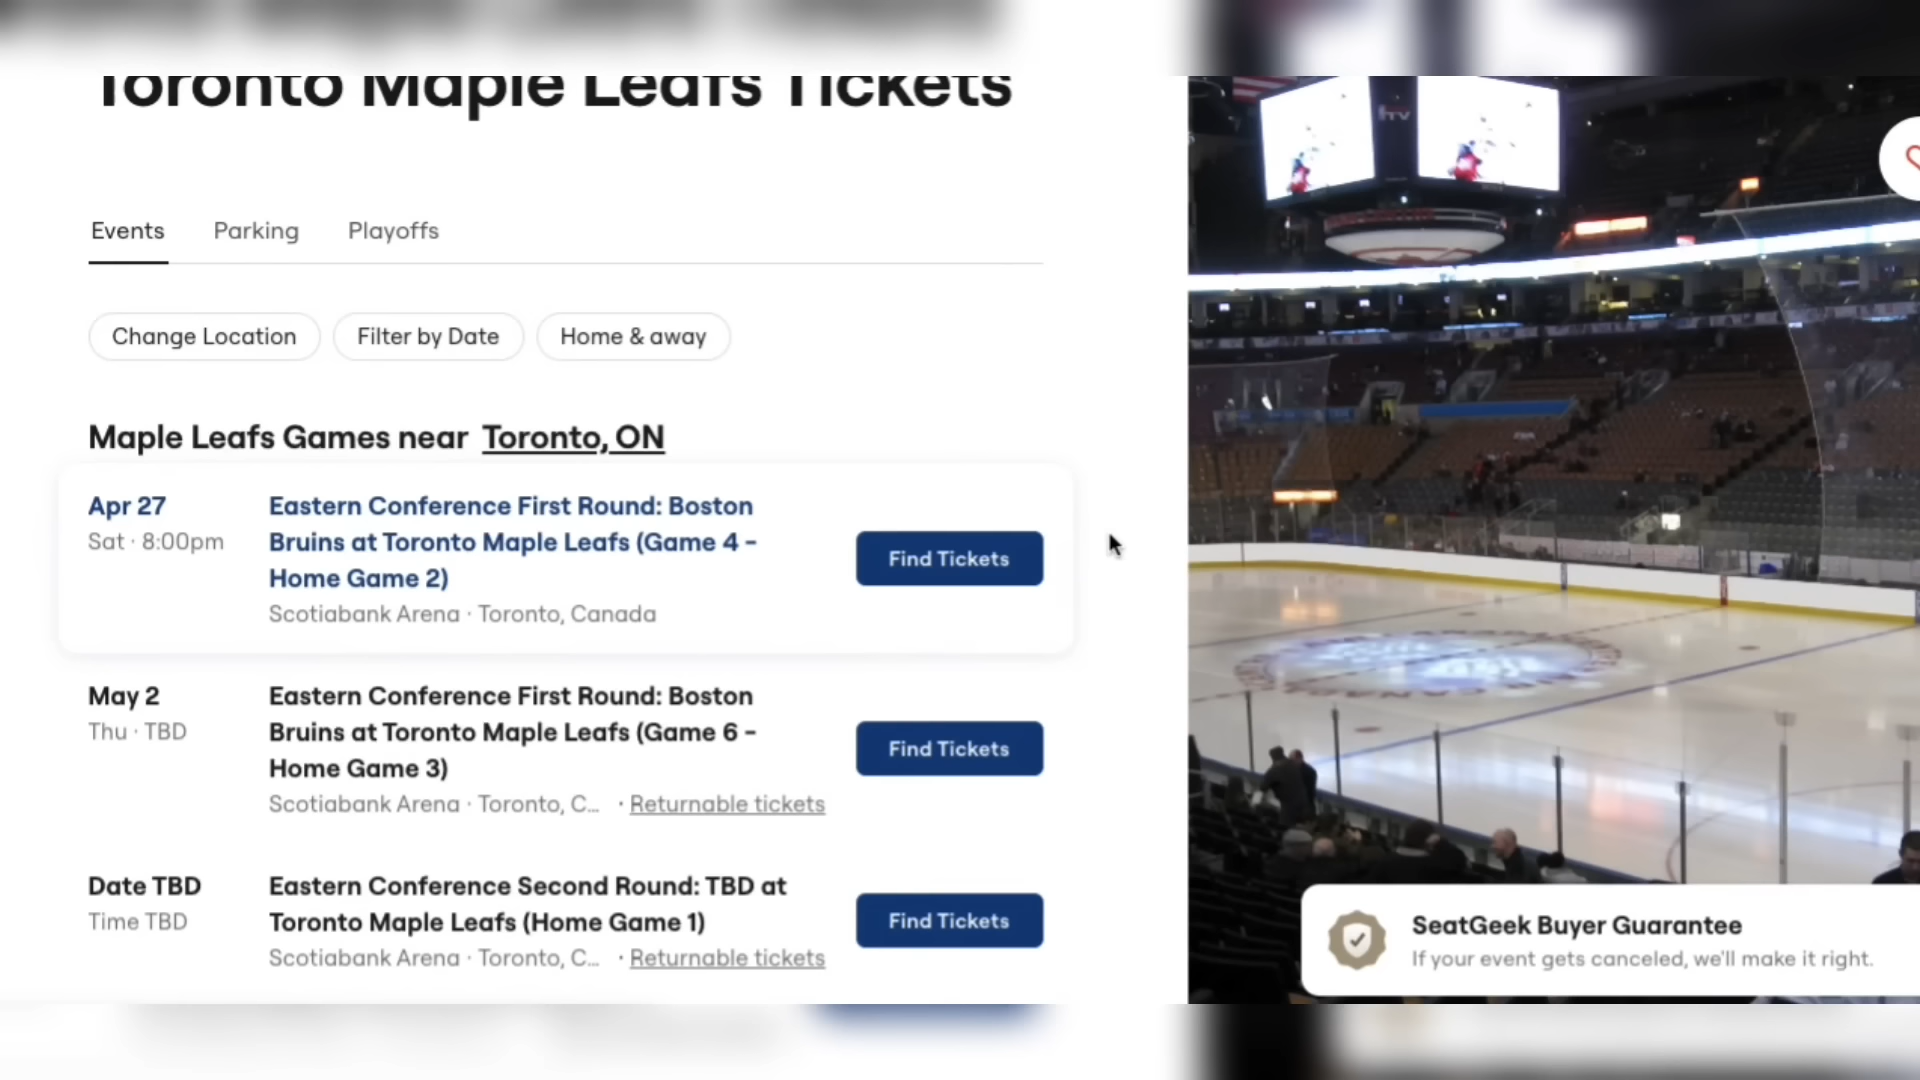 Toronto Maple Leafs Tickets
Events
Parking
Playoffs
Change Location
Filter by Date
Home & away
Maple Leafs Games near Toronto, ON
Apr 27
Sat · 8:00pm
Eastern Conference First Round: Boston
Bruins at Toronto Maple Leafs (Game 4 -
Home Game 2)
Scotiabank Arena · Toronto, Canada
Find Tickets
May 2
Thu · TBD
Eastern Conference First Round: Boston
Bruins at Toronto Maple Leafs (Game 6 -
Home Game 3)
Scotiabank Arena · Toronto, C... · Returnable tickets
Find Tickets
Date TBD
Time TBD
Eastern Conference Second Round: TBD at
Toronto Maple Leafs (Home Game 1)
Scotiabank Arena · Toronto, C... · Returnable tickets
Find Tickets
SeatGeek Buyer Guarantee
If your event gets canceled, we'll make it right.